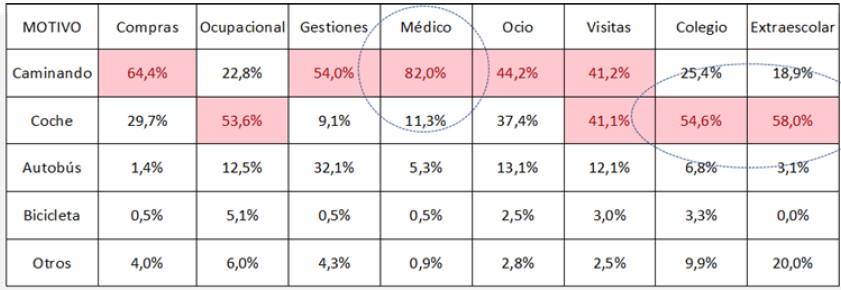 MOTIVO Compras Ocupacional Gestiones Médico Ocio Visitas Colegio Extraescolar
Caminando 64,4% 22,8% 54,0% 82,0% 44,2% 41,2% 25,4% 18,9%
Coche 29,7% 53,6% 9,1% 11,3% 37,4% 41,1% 54,6% 58,0%
Autobús 1,4% 12,5% 32,1% 5,3% 13,1% 12,1% 6,8% 3,1%
Bicicleta 0,5% 5,1% 0,5% 0,5% 2,5% 3,0% 3,3% 0,0%
Otros 4,0% 6,0% 4,3% 0,9% 2,8% 2,5% 9,9% 20,0%